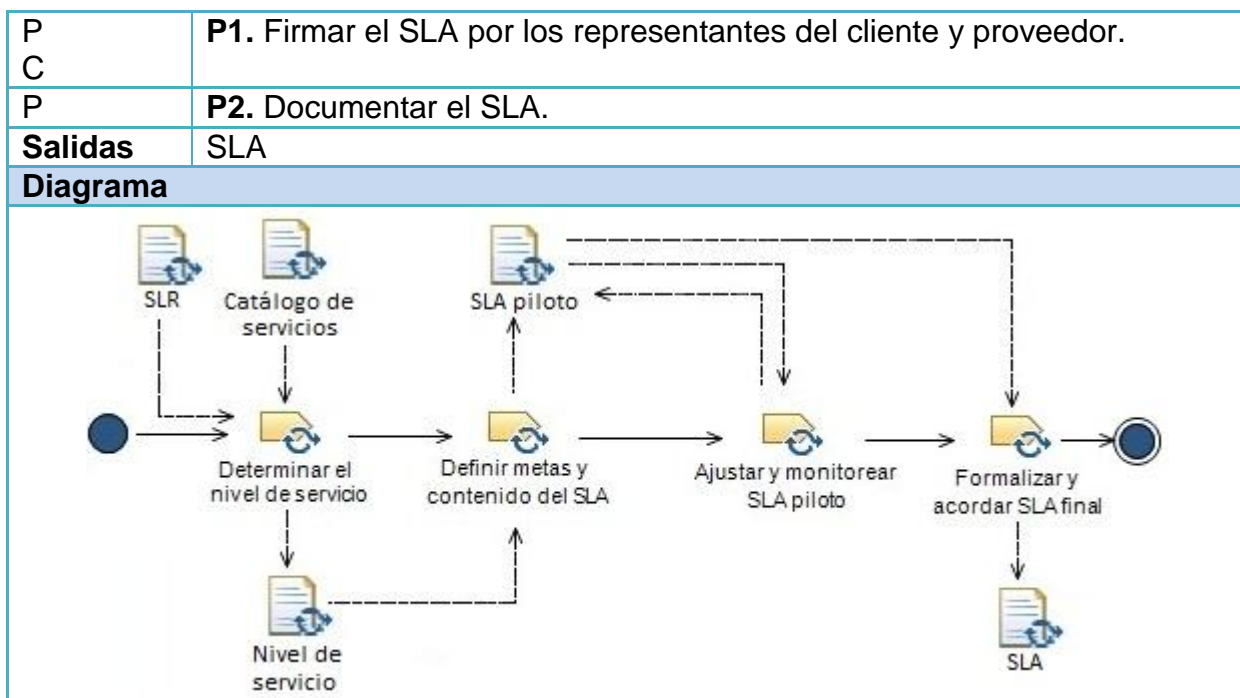 P
C
P1. Firmar el SLA por los representantes del cliente y proveedor.
P
P2. Documentar el SLA.
Salidas
SLA
Diagrama
SLR
Catálogo de
servicios
SLA piloto
Determinar el
nivel de servicio
Definir metas y
contenido del SLA
Ajustar y monitorear
SLA piloto
Formalizar y
acordar SLA final
Nivel de
servicio
SLA